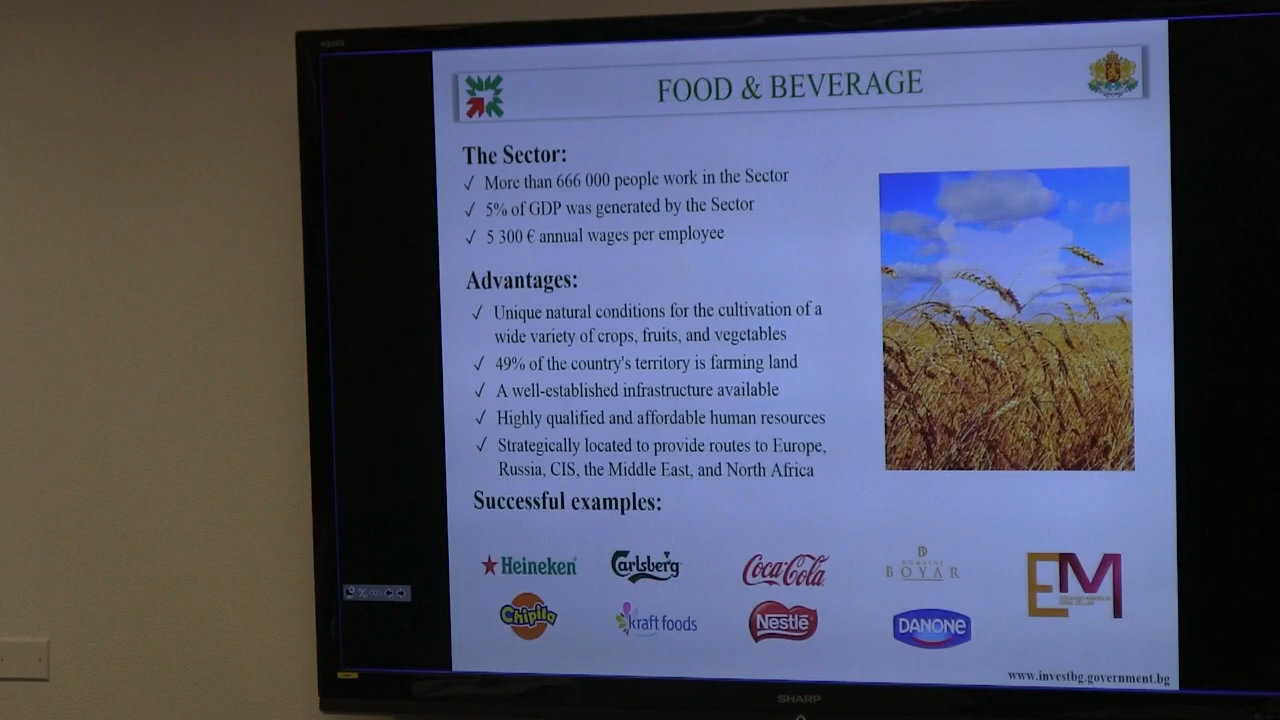 FOOD & BEVERAGE
The Sector:
✓ More than 666 000 people work in the Sector
✓ 5% of GDP was generated by the Sector
✓ 5 300 € annual wages per employee
Advantages:
✓ Unique natural conditions for the cultivation of a
wide variety of crops, fruits, and vegetables
✓ 49% of the country's territory is farming land
✓ A well-established infrastructure available
✓ Highly qualified and affordable human resources
✓ Strategically located to provide routes to Europe,
Russia, CIS, the Middle East, and North Africa
Successful examples:
Heineken Carlsberg Coca-Cola BOYAR EM
Chipita kraft foods Nestlé DANONE
www.investbg.government.bg
SHARP